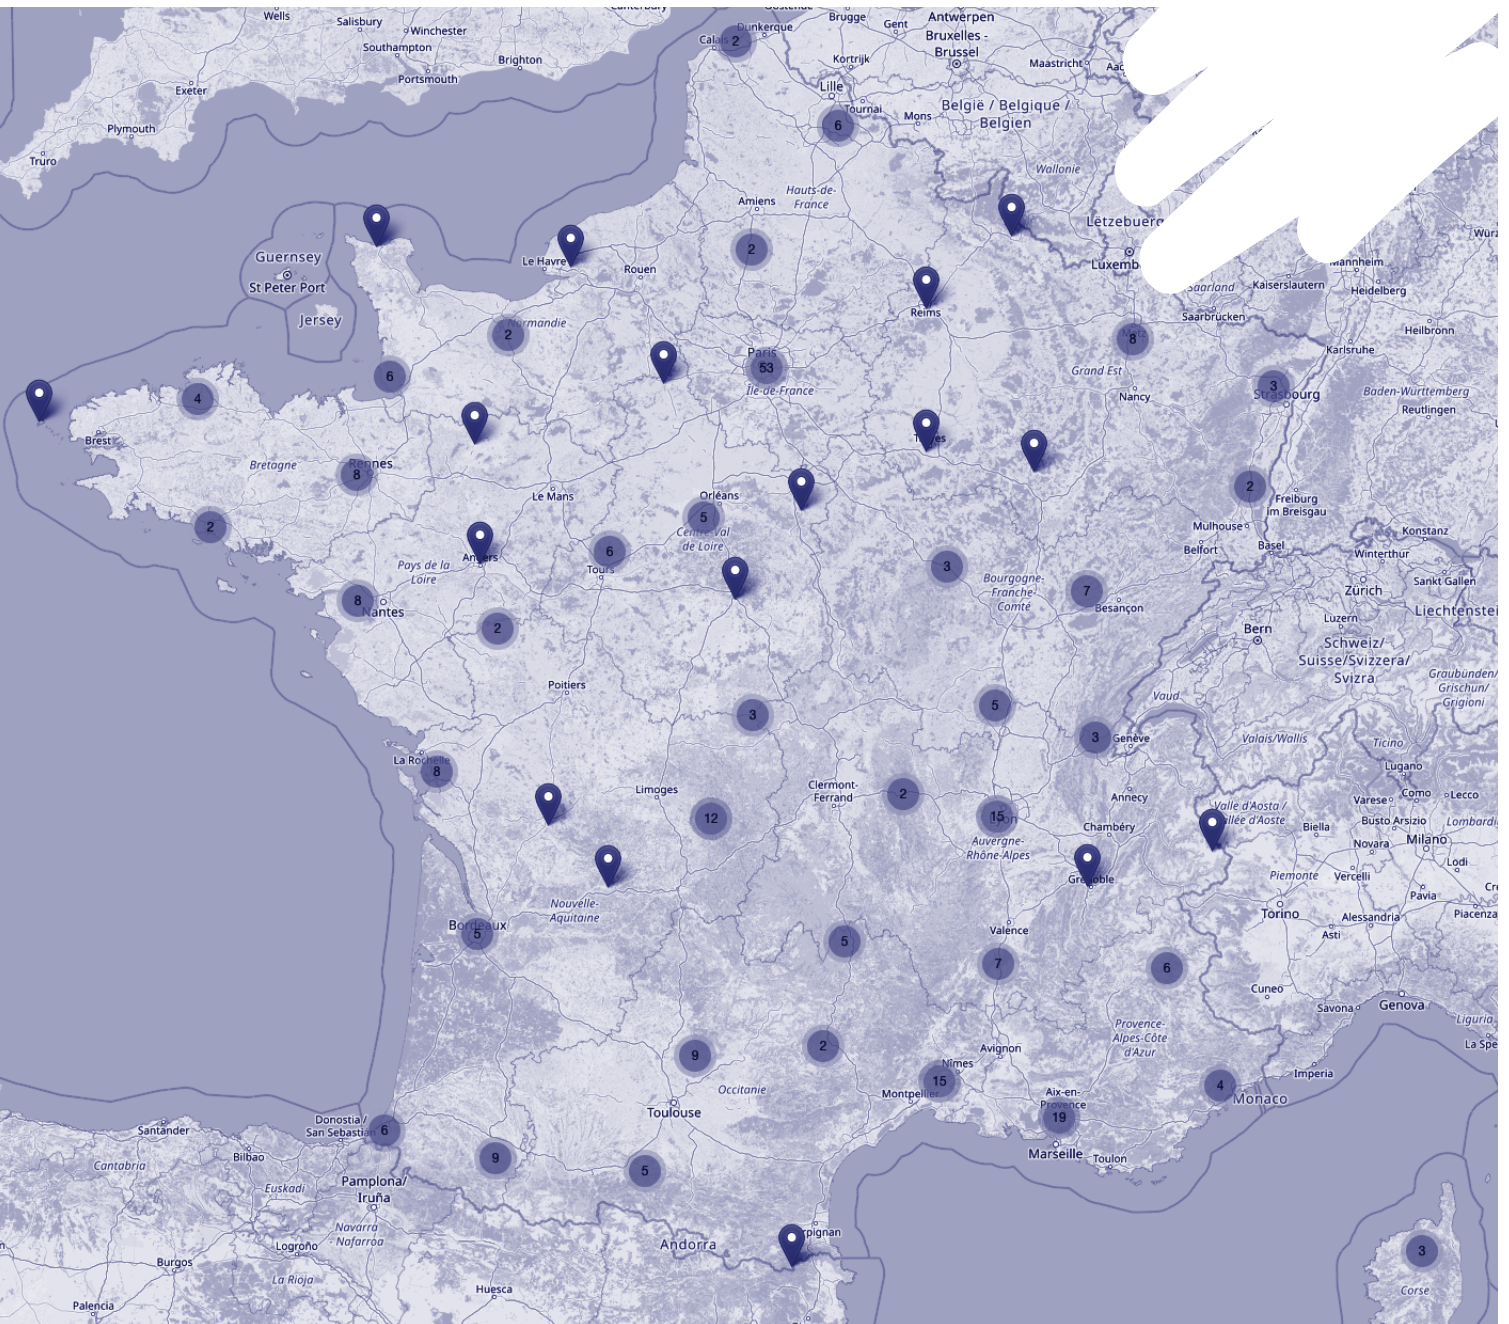 Canterbury
Wells
Salisbury
Winchester
Southampton
Brighton
Exeter
Portsmouth
Plymouth
Truro
Oostende
Dunkerque
Calais
2
Brugge
Gent
Antwerpen
Bruxelles -
Brussel
Kortrijk
Maastricht
Lille
Tournai
6
Mons
België / Belgique /
Belgien
Wallonie
Hauts-de-
France
Amiens
2
Lëtzebuerg
Guernsey
St Peter Port
Jersey
Le Havre
Rouen
Reims
Mannheim
Saarland
Kaiserslautern
Heidelberg
Saarbrücken
Heilbronn
Karlsruhe
Normandie
2
Paris
53
Île-de-France
8
Grand Est
Nancy
3
Strasbourg
Baden-Württemberg
Reutlingen
6
4
Brest
Bretagne
Rennes
8
2
Le Mans
Orléans
5
Centre-Val
de Loire
2
Freiburg
im Breisgau
Mulhouse
Belfort
Basel
Konstanz
Winterthur
Pays de la
Loire
6
Tours
3
Bourgogne-
Franche-
Comté
7
Besançon
Zürich
Sankt Gallen
8
Nantes
2
Bern
Luzern
Schweiz/
Suisse/Svizzera/
Svizra
Graubünden/
Grischun/
Grigioni
Poitiers
3
5
Vaud
3
Genève
Valais/Wallis
Ticino
Lugano
La Rochelle
8
Limoges
12
Clermont-
Ferrand
2
15
Lyon
Auvergne-
Rhône-Alpes
Annecy
Chambéry
Valle d'Aosta /
Varese
Como
Lecco
Biella
Busto Arsizio
Milano
Novara
Lodi
Vercelli
Pavia
Piemonte
Torino
Alessandria
Asti
Piacenza
Nouvelle-
Aquitaine
Bordeaux
5
5
Valence
7
6
Cuneo
Savona
Genova
Liguria
9
2
Occitanie
Toulouse
Avignon
Nîmes
15
Montpellier
Provence-
Alpes-Côte
d'Azur
Aix-en-
Provence
19
Marseille
Toulon
4
Monaco
Imperia
Donostia/
San Sebastián
6
Santander
Bilbao
Cantabria
Euskadi
Pamplona/
Iruña
Navarra
- Nafarroa
Logroño
La Rioja
Burgos
Palencia
9
5
Andorra
Huesca
3
Corse